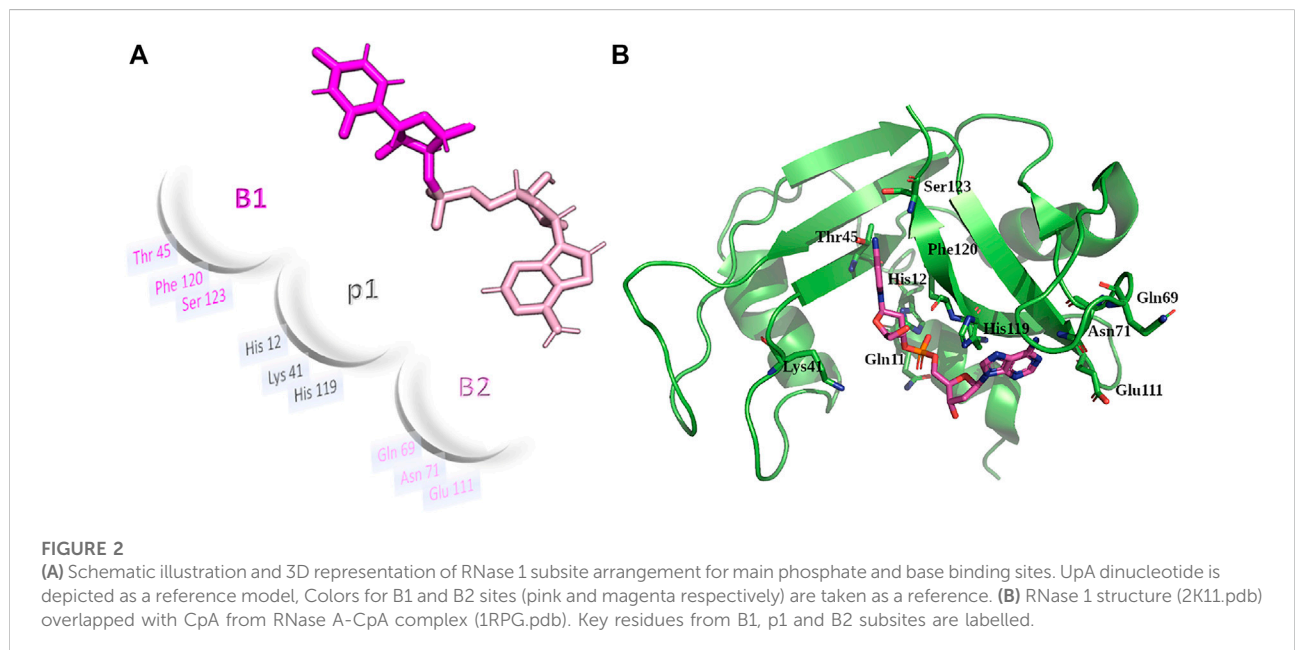 A
B1
Thr 45
Phe 120
Ser 123
p1
His 12
Lys 41
His 119
B2
Gln 69
Asn 71
Glu 111
B
Ser123
Thr45
Phe120
His12
Gln69
His119
Asn71
Gln11
Lys41
Glu111
FIGURE 2
(A) Schematic illustration and 3D representation of RNase 1 subsite arrangement for main phosphate and base binding sites. UpA dinucleotide is
depicted as a reference model, Colors for B1 and B2 sites (pink and magenta respectively) are taken as a reference. (B) RNase 1 structure (2K11.pdb)
overlapped with CpA from RNase A-CpA complex (1RPG.pdb). Key residues from B1, p1 and B2 subsites are labelled.